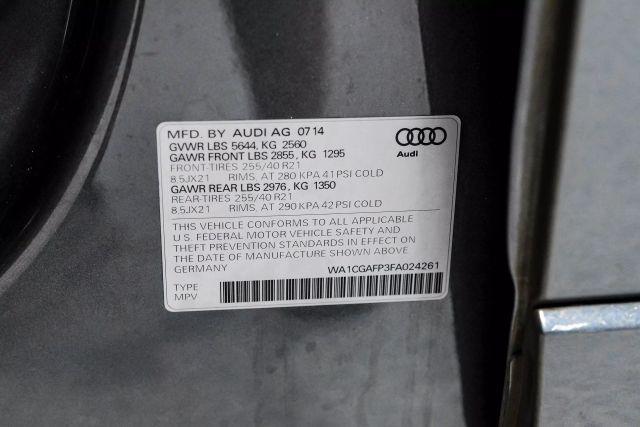 MFD. BY AUDI AG 0714
GVWR LBS 5644, KG 2560
GAWR FRONT LBS 2855, KG 1295
FRONT-TIRES 255/40 R21
8.5JX21 RIMS, AT 280 KPA 41 PSI COLD
GAWR REAR LBS 2976, KG 1350
REAR-TIRES 255/40 R21
8.5JX21 RIMS, AT 290 KPA 42 PSI COLD
Audi
THIS VEHICLE CONFORMS TO ALL APPLICABLE
U.S. FEDERAL MOTOR VEHICLE SAFETY AND
THEFT PREVENTION STANDARDS IN EFFECT ON
THE DATE OF MANUFACTURE SHOWN ABOVE
WA1CGAFP3FA024261
TYPE
MPV